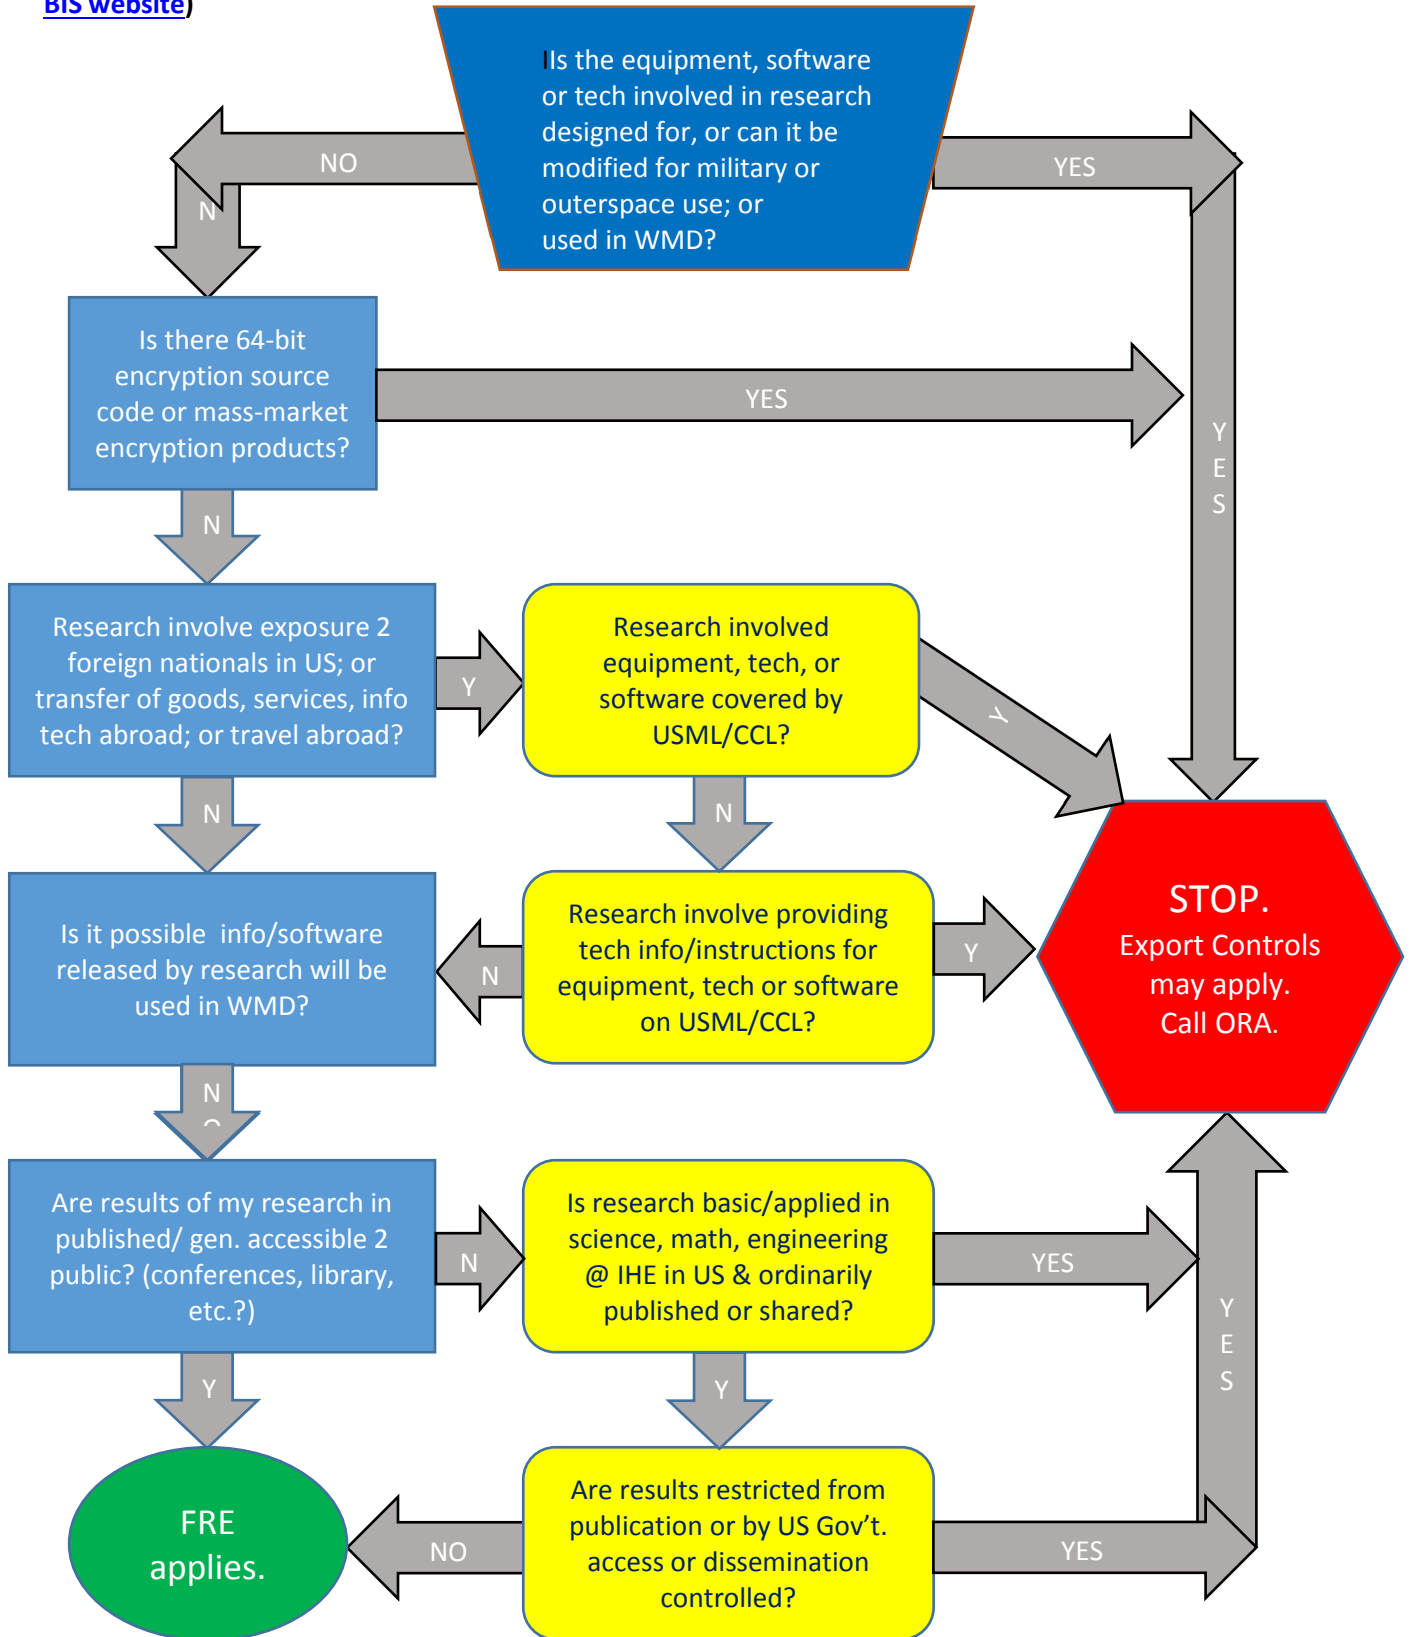 BIS website)
IIs the equipment, software
or tech involved in research
designed for, or can it be
modified for military or
outerspace use; or
used in WMD?
NO
YES
N
Is there 64-bit
encryption source
code or mass-market
encryption products?
YES
Y
E
S
N
Research involve exposure 2
foreign nationals in US; or
transfer of goods, services, info
tech abroad; or travel abroad?
Y
Research involved
equipment, tech, or
software covered by
USML/CCL?
Y
N
N
Is it possible  info/software
released by research will be
used in WMD?
N
Research involve providing
tech info/instructions for
equipment, tech or software
on USML/CCL?
Y
STOP.
Export Controls
may apply.
Call ORA.
N
O
Are results of my research in
published/ gen. accessible 2
public? (conferences, library,
etc.?)
N
Is research basic/applied in
science, math, engineering
@ IHE in US & ordinarily
published or shared?
YES
Y
E
S
Y
Y
FRE
applies.
NO
Are results restricted from
publication or by US Gov’t.
access or dissemination
controlled?
YES